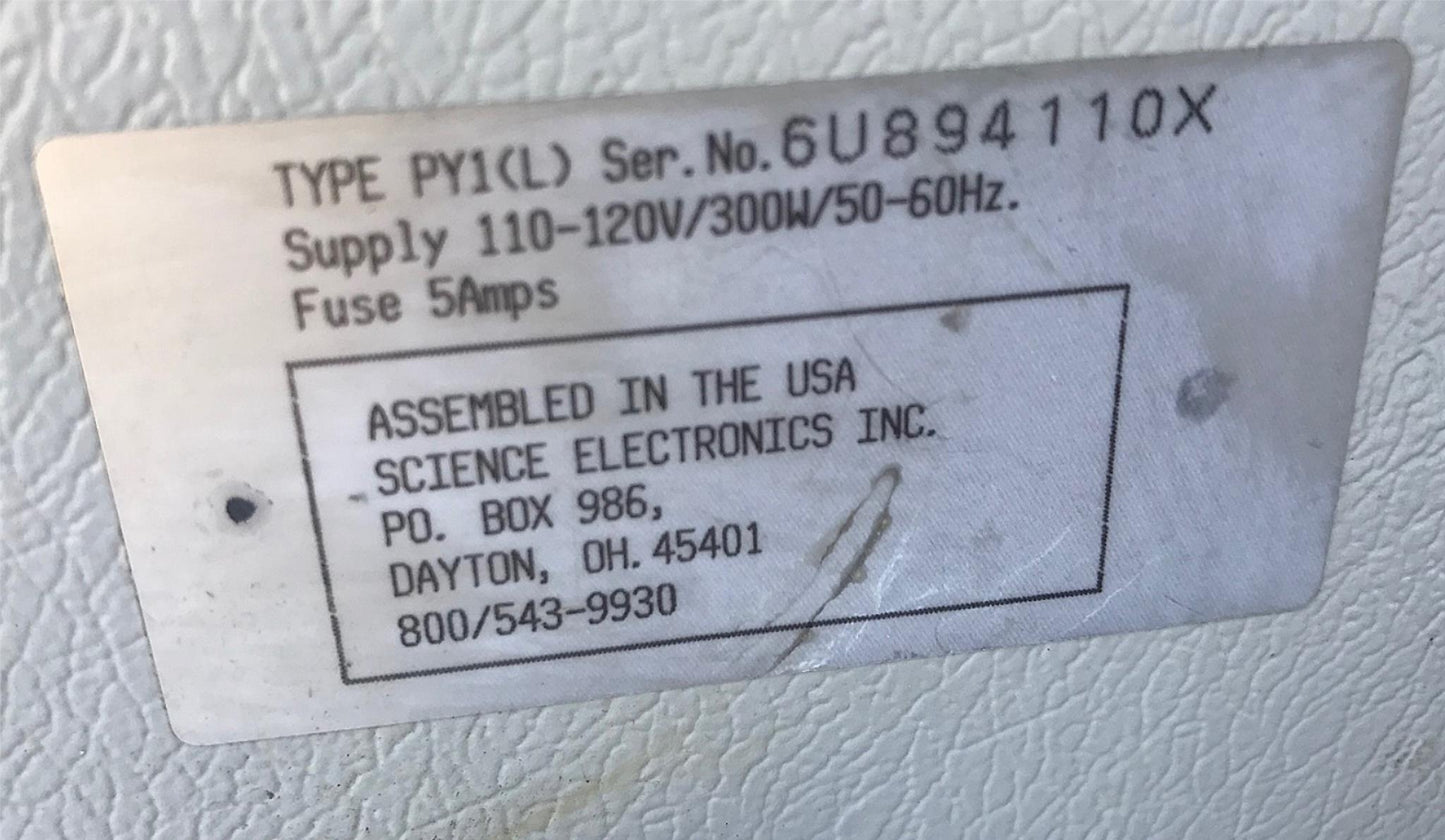 TYPE PY1(L) Ser.No.6U894110X
Supply 110-120V/300W/50-60Hz.
Fuse 5Amps
ASSEMBLED IN THE USA
SCIENCE ELECTRONICS INC.
PO. BOX 986,
DAYTON, OH. 45401
800/543-9930